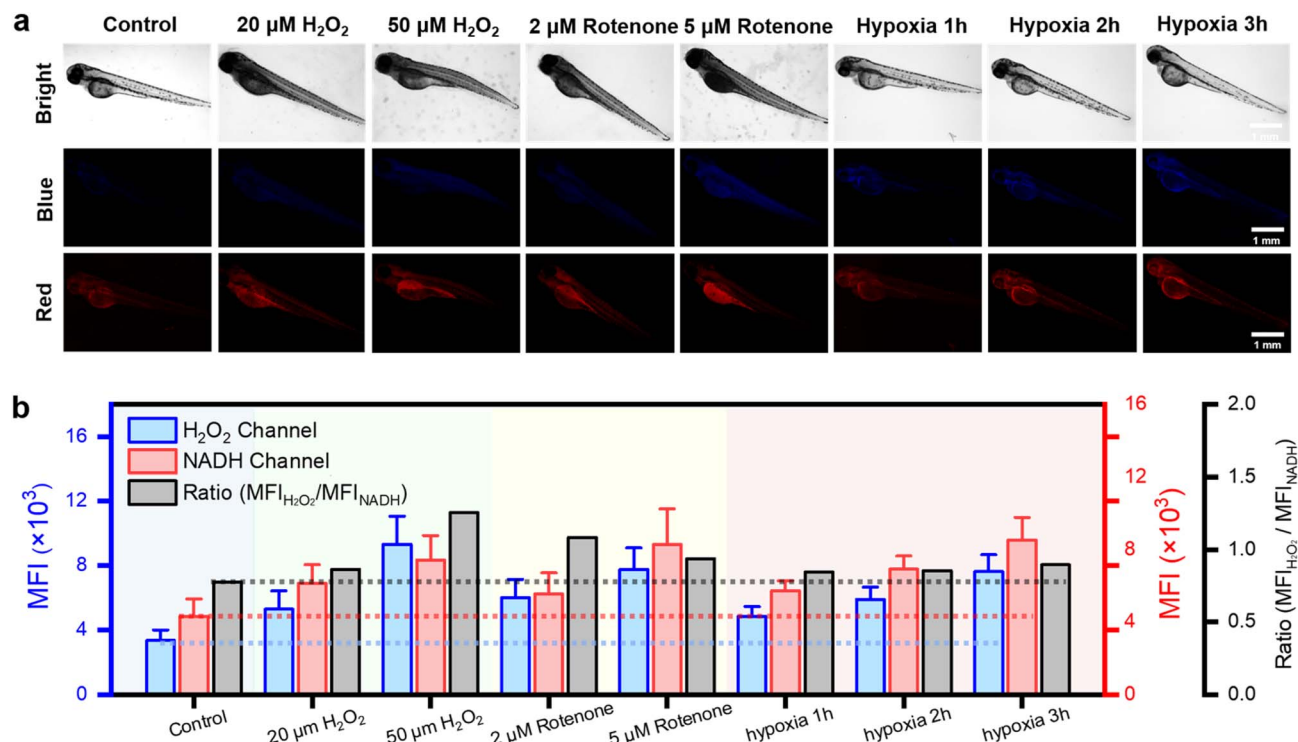 a
Control 20 µM H₂O₂ 50 µM H₂O₂ 2 µM Rotenone 5 µM Rotenone Hypoxia 1h Hypoxia 2h Hypoxia 3h
Bright
1 mm
Blue
1 mm
Red
1 mm
b
H₂O₂ Channel
NADH Channel
Ratio (MFI_H₂O₂/MFI_NADH)
MFI (×10³)
16
12
8
4
0
MFI (×10³)
16
12
8
4
0
Ratio (MFI_H₂O₂ / MFI_NADH)
2.0
1.5
1.0
0.5
0.0
Control 20 µm H₂O₂ 50 µm H₂O₂ 2 µM Rotenone 5 µM Rotenone hypoxia 1h hypoxia 2h hypoxia 3h